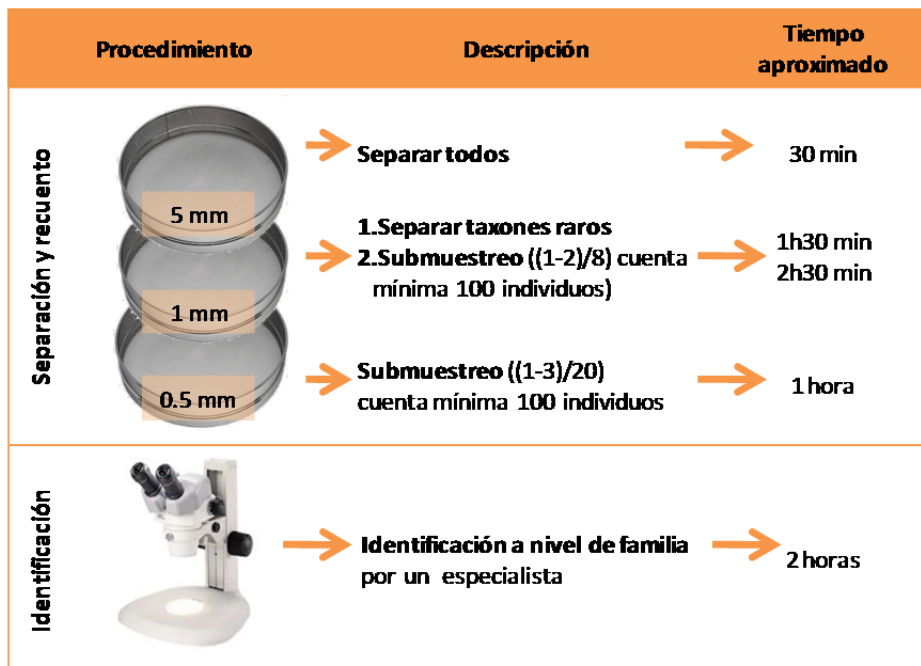 Procedimiento
Descripción
Tiempo
aproximado
Separación y recuento
5 mm
Separar todos
30 min
1 mm
1.Separar taxones raros
2.Submuestreo ((1-2)/8) cuenta
mínima 100 individuos)
1h30 min
2h30 min
0.5 mm
Submuestreo ((1-3)/20)
cuenta mínima 100 individuos
1 hora
Identificación
Identificación a nivel de familia
por un especialista
2 horas